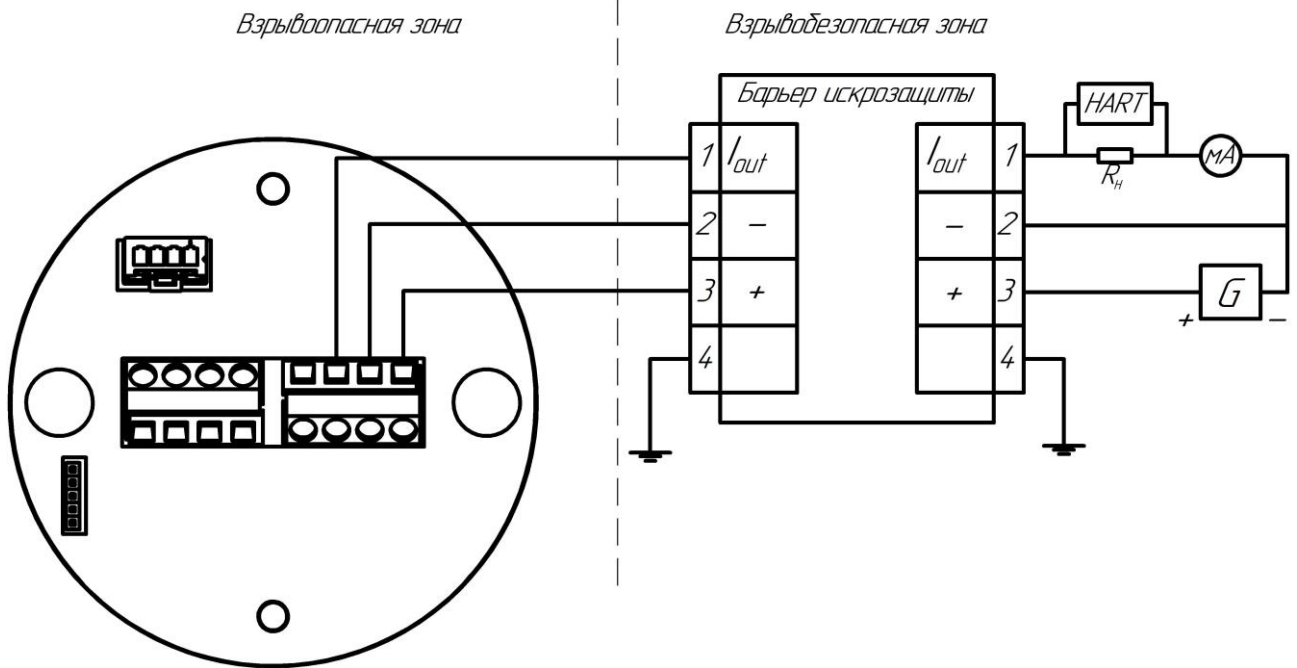 Взрывоопасная зона
Взрывобезопасная зона
Барьер искрозащиты
1 Iout
2 -
3 +
4
Iout 1
- 2
+ 3
4
HART
Rн
мА
G
+ -